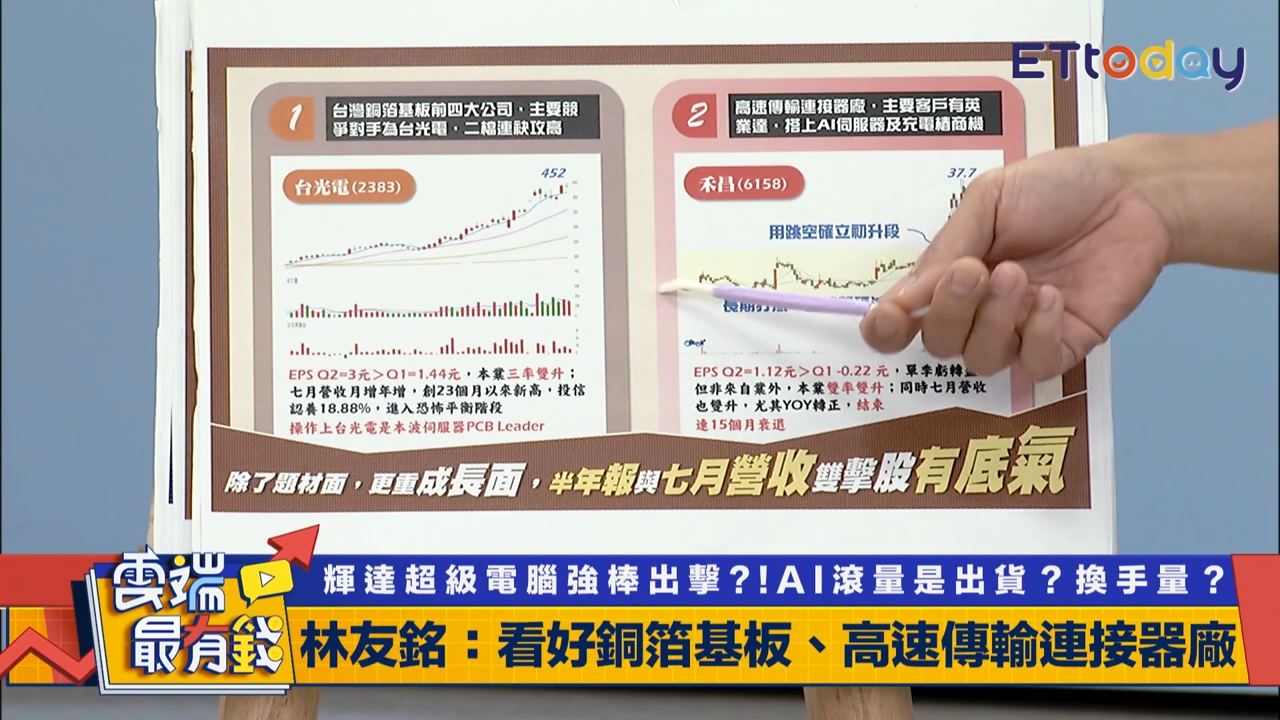 ETtoday
1
台灣銅箔基板前四大公司，主要競
爭對手為台光電，二檔連袂攻高
台光電(2383)
452
EPS Q2=3元＞Q1=1.44元，本業三率雙升；
七月營收月增年增，創23個月以來新高，投信
認養18.88%，進入恐怖平衡階段
操作上台光電是本波伺服器PCB Leader
2
高速傳輸連接器廠，主要客戶有英
業達，搭上AI伺服器及充電樁商機
禾昌(6158)
37.7
用跳空確立初升段
EPS Q2=1.12元＞Q1 -0.22 元，單季虧轉
但非來自業外，本業雙率雙升；同時七月營收
也雙升，尤其YOY轉正，結束
連15個月衰退
除了題材面，更重成長面，半年報與七月營收雙擊股有底氣
雲端
最有錢
輝達超級電腦強棒出擊?!AI滾量是出貨？換手量？
林友銘：看好銅箔基板、高速傳輸連接器廠